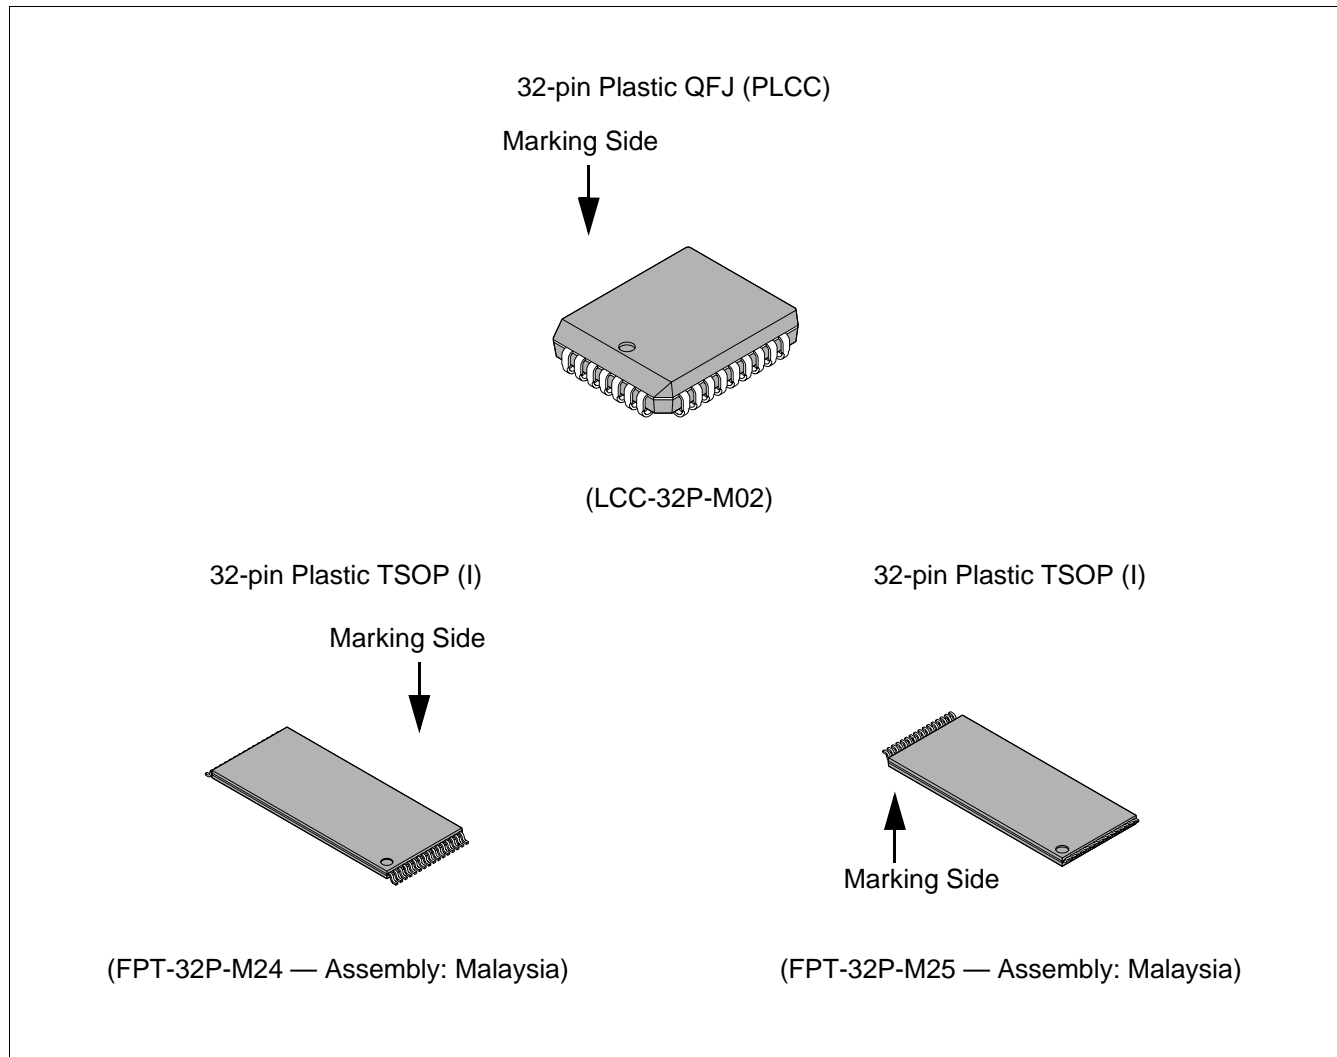 32-pin Plastic QFJ (PLCC)
Marking Side
(LCC-32P-M02)
32-pin Plastic TSOP (I)
Marking Side
(FPT-32P-M24 — Assembly: Malaysia)
32-pin Plastic TSOP (I)
Marking Side
(FPT-32P-M25 — Assembly: Malaysia)